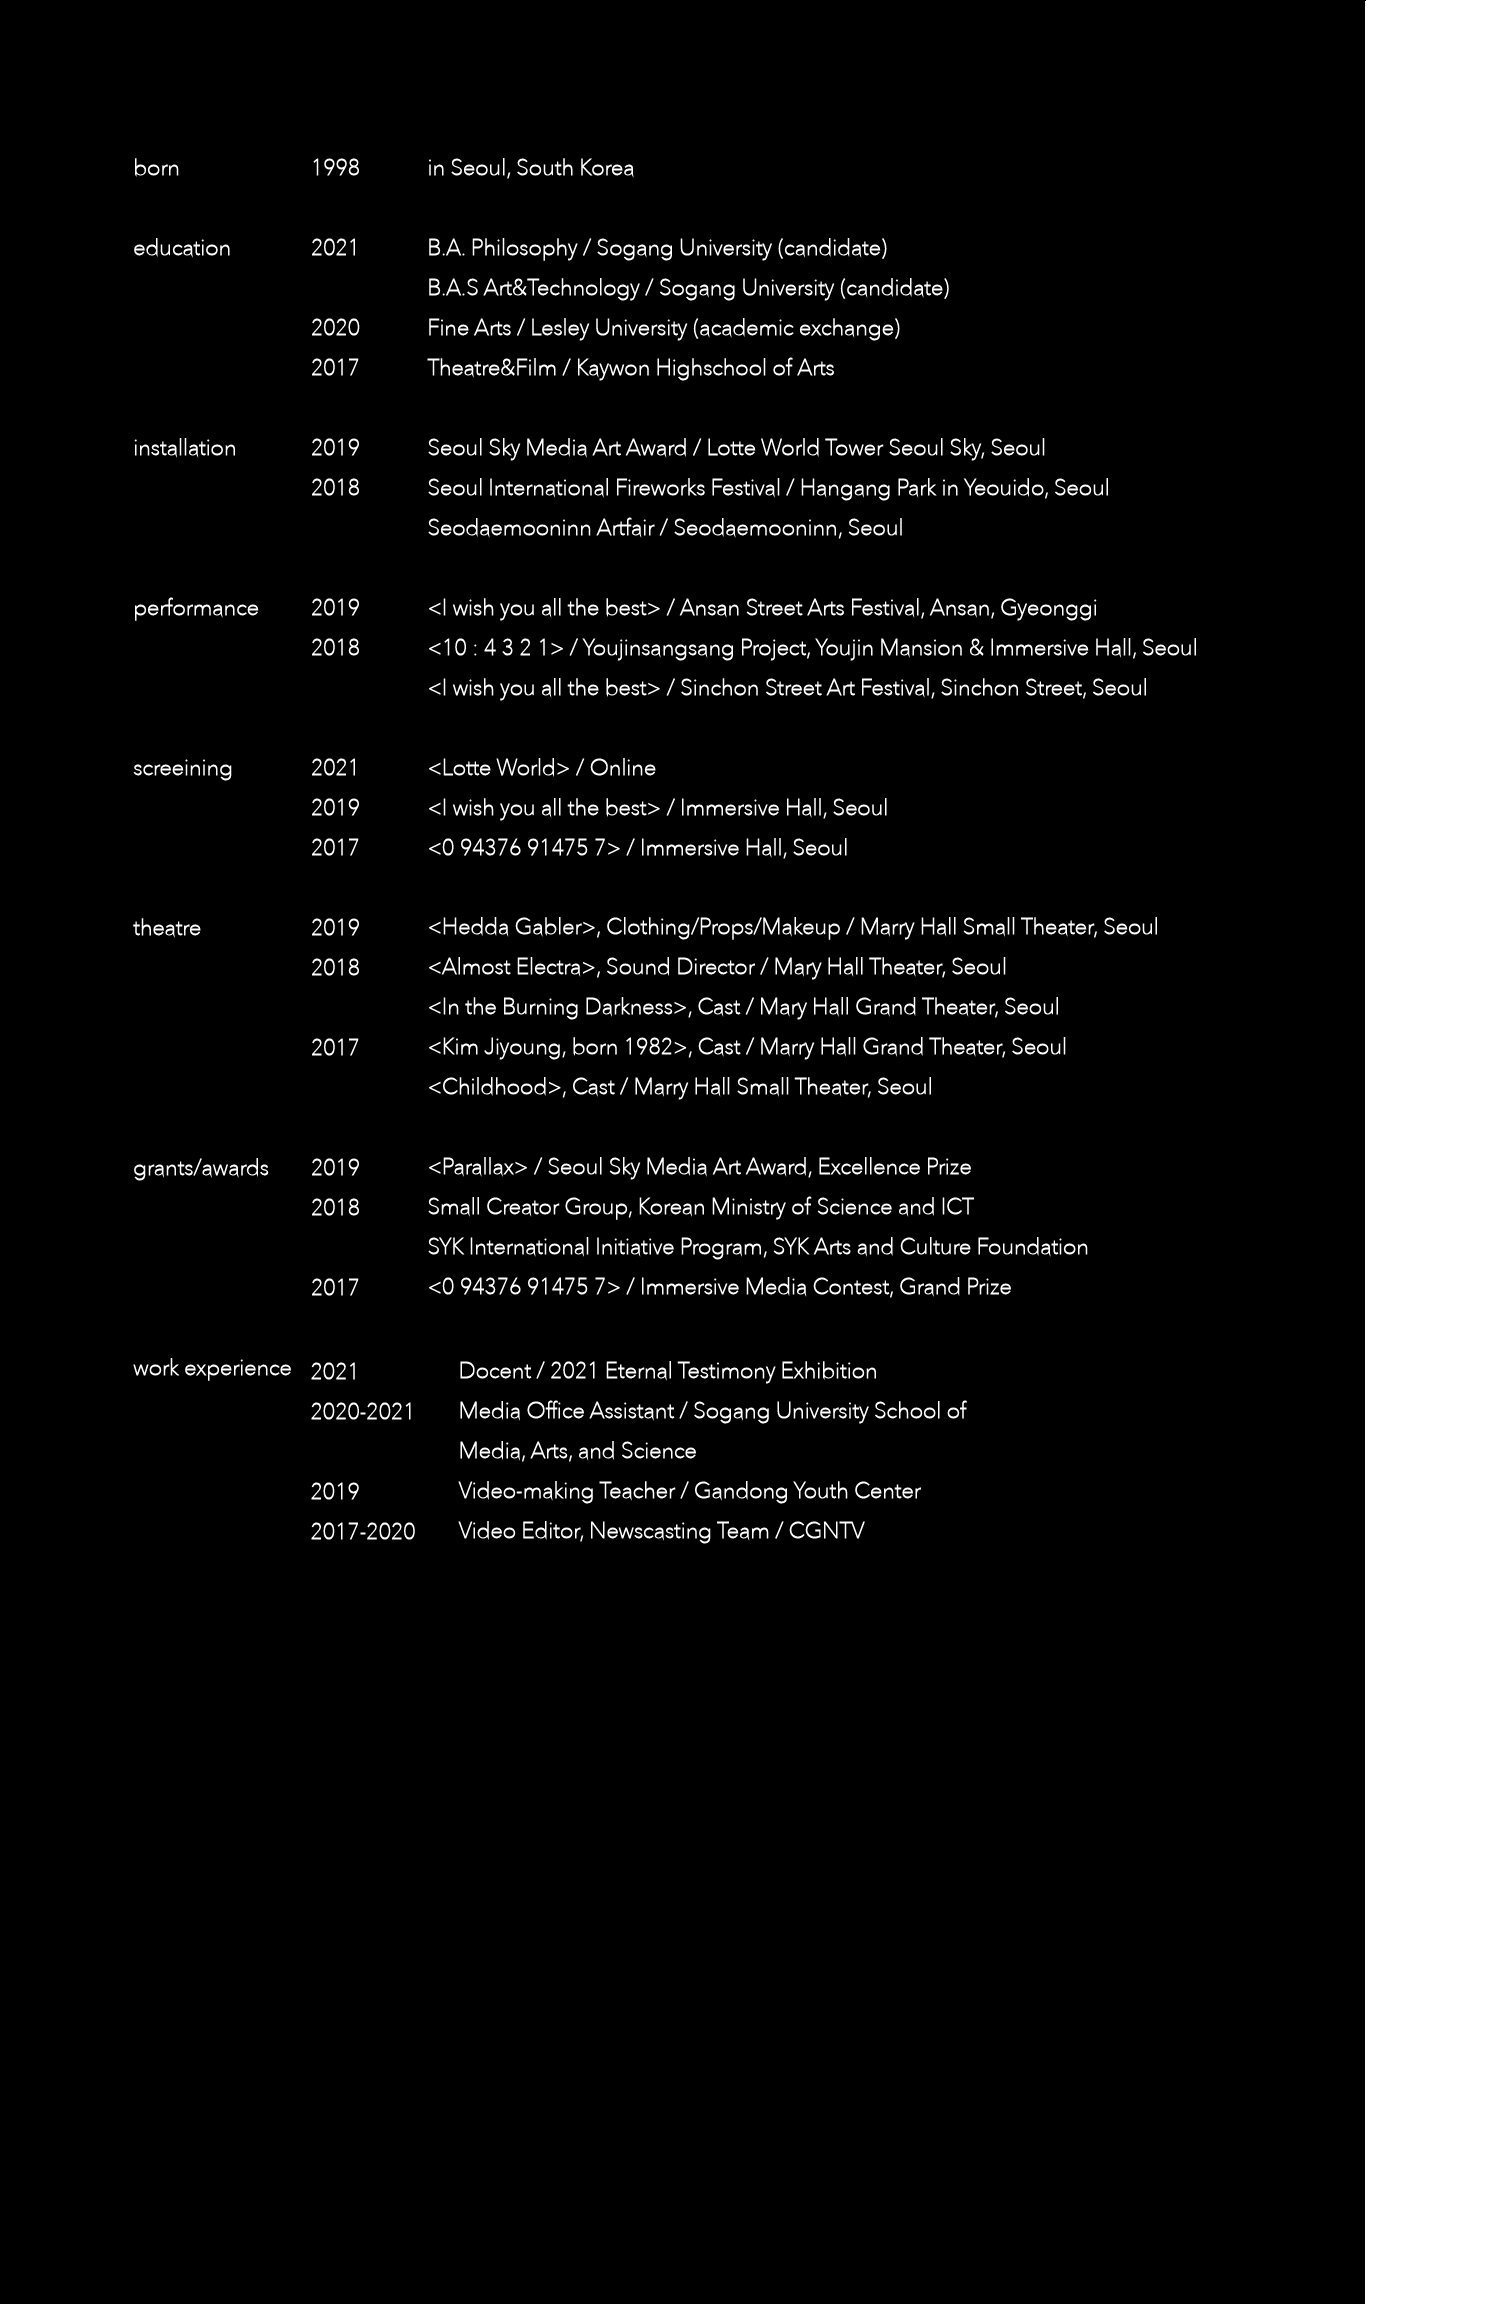 born 1998 in Seoul, South Korea
education 2021 B.A. Philosophy / Sogang University (candidate)
B.A.S Art&Technology / Sogang University (candidate)
2020 Fine Arts / Lesley University (academic exchange)
2017 Theatre&Film / Kaywon Highschool of Arts
installation 2019 Seoul Sky Media Art Award / Lotte World Tower Seoul Sky, Seoul
2018 Seoul International Fireworks Festival / Hangang Park in Yeouido, Seoul
Seodaemooninn Artfair / Seodaemooninn, Seoul
performance 2019 <I wish you all the best> / Ansan Street Arts Festival, Ansan, Gyeonggi
2018 <10 : 4 3 2 1> / Youjinsangsang Project, Youjin Mansion & Immersive Hall, Seoul
<I wish you all the best> / Sinchon Street Art Festival, Sinchon Street, Seoul
screeining 2021 <Lotte World> / Online
2019 <I wish you all the best> / Immersive Hall, Seoul
2017 <0 94376 91475 7> / Immersive Hall, Seoul
theatre 2019 <Hedda Gabler>, Clothing/Props/Makeup / Marry Hall Small Theater, Seoul
2018 <Almost Electra>, Sound Director / Mary Hall Theater, Seoul
<In the Burning Darkness>, Cast / Mary Hall Grand Theater, Seoul
2017 <Kim Jiyoung, born 1982>, Cast / Marry Hall Grand Theater, Seoul
<Childhood>, Cast / Marry Hall Small Theater, Seoul
grants/awards 2019 <Parallax> / Seoul Sky Media Art Award, Excellence Prize
2018 Small Creator Group, Korean Ministry of Science and ICT
SYK International Initiative Program, SYK Arts and Culture Foundation
2017 <0 94376 91475 7> / Immersive Media Contest, Grand Prize
work experience 2021 Docent / 2021 Eternal Testimony Exhibition
2020-2021 Media Office Assistant / Sogang University School of
Media, Arts, and Science
2019 Video-making Teacher / Gandong Youth Center
2017-2020 Video Editor, Newscasting Team / CGNTV